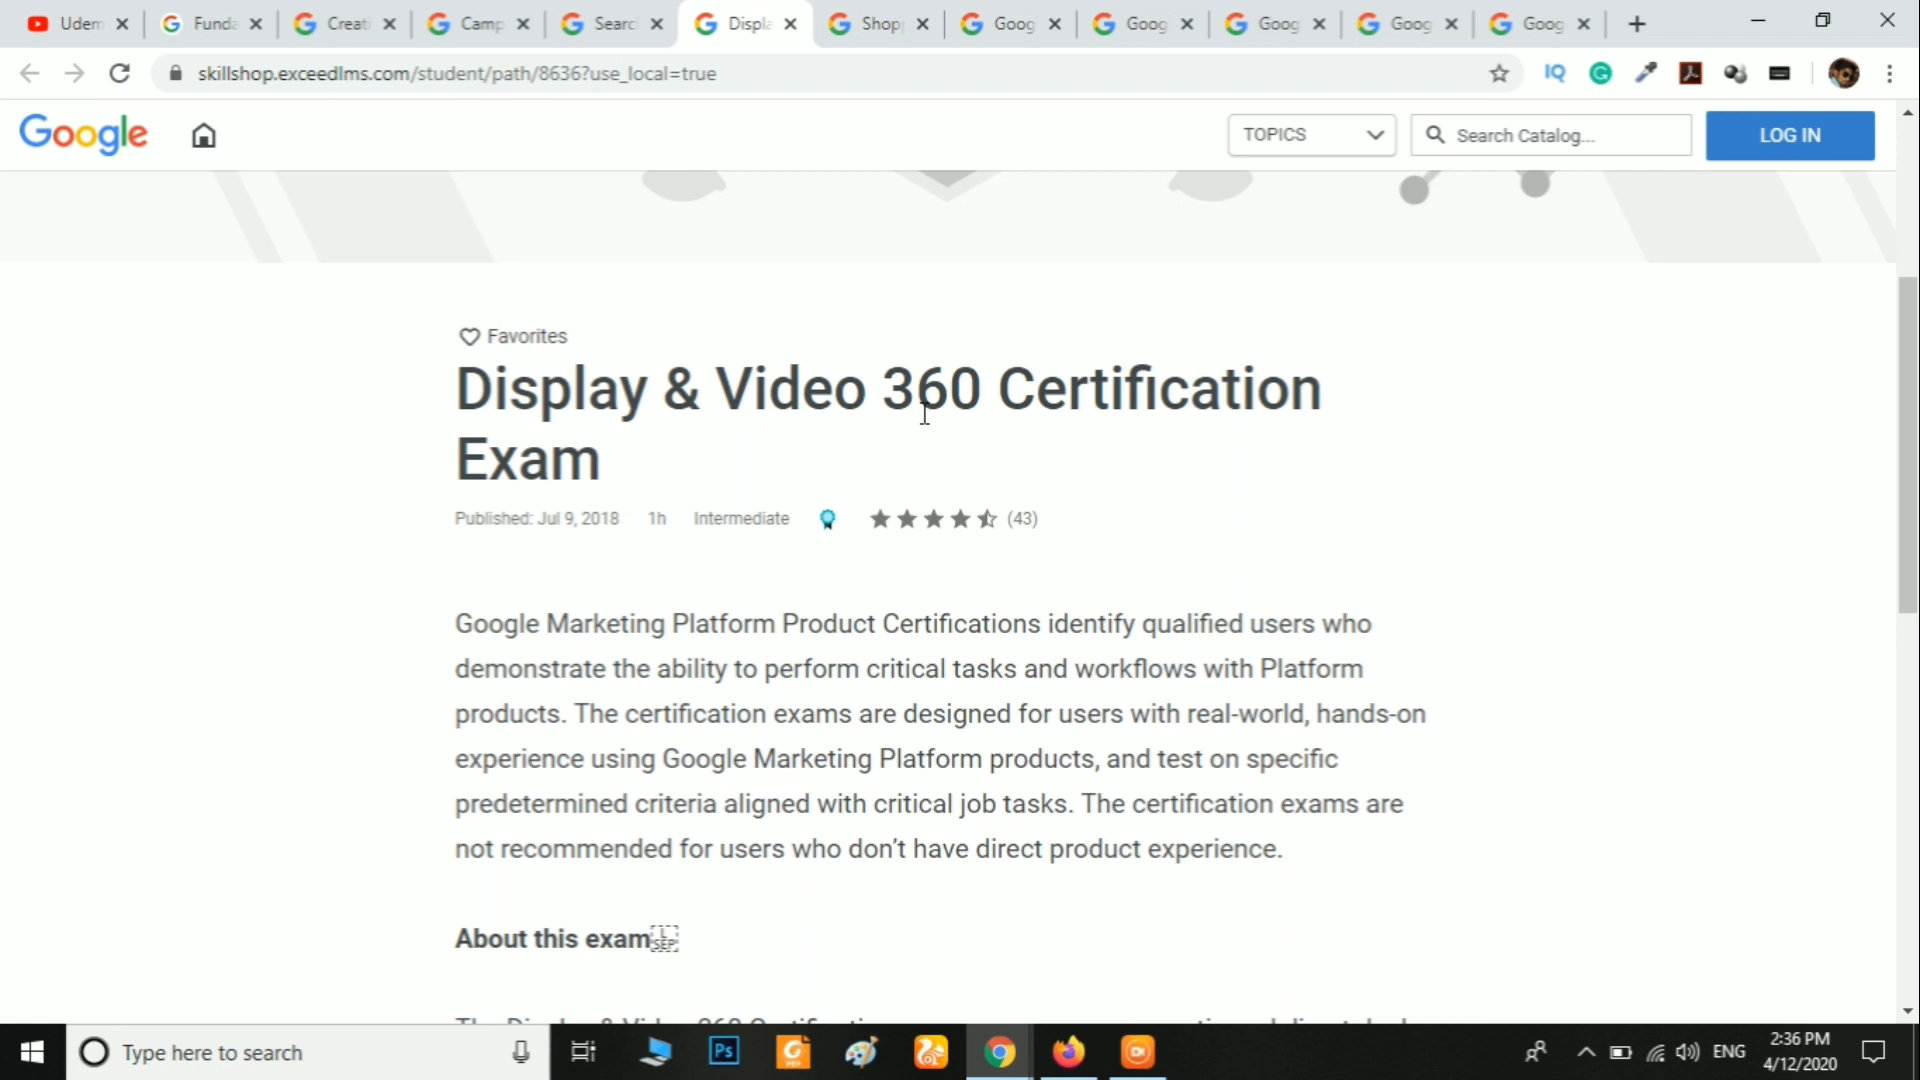 Udem
Funda
Creati
Camp
Searc
Displa
Shop
Goog
Goog
Goog
Goog
Goog
skillshop.exceedlms.com/student/path/8636?use_local=true
IQ
Google
TOPICS
Search Catalog...
LOG IN
Favorites
Display & Video 360 Certification
Exam
Published: Jul 9, 2018 1h Intermediate (43)
Google Marketing Platform Product Certifications identify qualified users who
demonstrate the ability to perform critical tasks and workflows with Platform
products. The certification exams are designed for users with real-world, hands-on
experience using Google Marketing Platform products, and test on specific
predetermined criteria aligned with critical job tasks. The certification exams are
not recommended for users who don't have direct product experience.
About this exam
L SEP
Type here to search
Ps
ENG
2:36 PM
4/12/2020